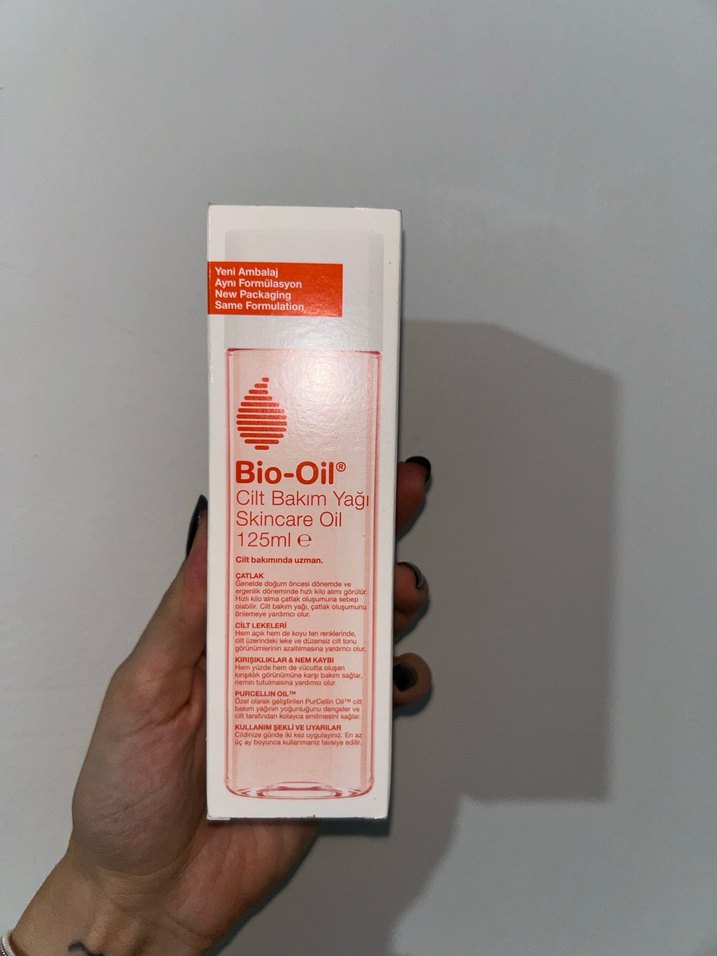 Yeni Ambalaj
Aynı Formülasyon
New Packaging
Same Formulation
Bio-Oil®
Cilt Bakım Yağı
Skincare Oil
125ml ℮
Cilt bakımında uzman.
ÇATLAK
Genelde doğum öncesi dönemde ve
ergenlik döneminde hızlı kilo alımı görülür.
Hızlı kilo alma çatlak oluşumuna sebep
olabilir. Cilt bakım yağı, çatlak oluşumunu
önlemeye yardımcı olur.
CİLT LEKELERİ
Hem açık hem de koyu ten renklerinde,
cilt üzerindeki leke ve düzensiz cilt tonu
görünümlerinin azaltılmasına yardımcı olur.
KIRIŞIKLIKLAR & NEM KAYBI
Hem yüzde hem de vücutta oluşan
kırışıklık görünümüne karşı bakım sağlar,
nemin tutulmasına yardımcı olur.
PURCELLIN OIL™
Özel olarak geliştirilen PurCellin Oil™ cilt
bakım yağının yoğunluğunu dengeler ve
cilt tarafından kolayca emilmesini sağlar.
KULLANIM ŞEKLİ VE UYARILAR
Cildinize günde iki kez uygulayınız. En az
üç ay boyunca kullanmanız tavsiye edilir.